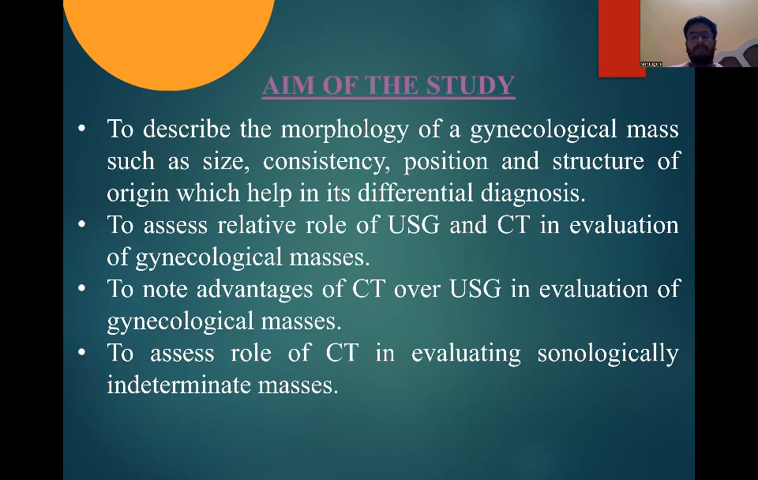 AIM OF THE STUDY
• To describe the morphology of a gynecological mass
such as size, consistency, position and structure of
origin which help in its differential diagnosis.
• To assess relative role of USG and CT in evaluation
of gynecological masses.
• To note advantages of CT over USG in evaluation of
gynecological masses.
• To assess role of CT in evaluating sonologically
indeterminate masses.